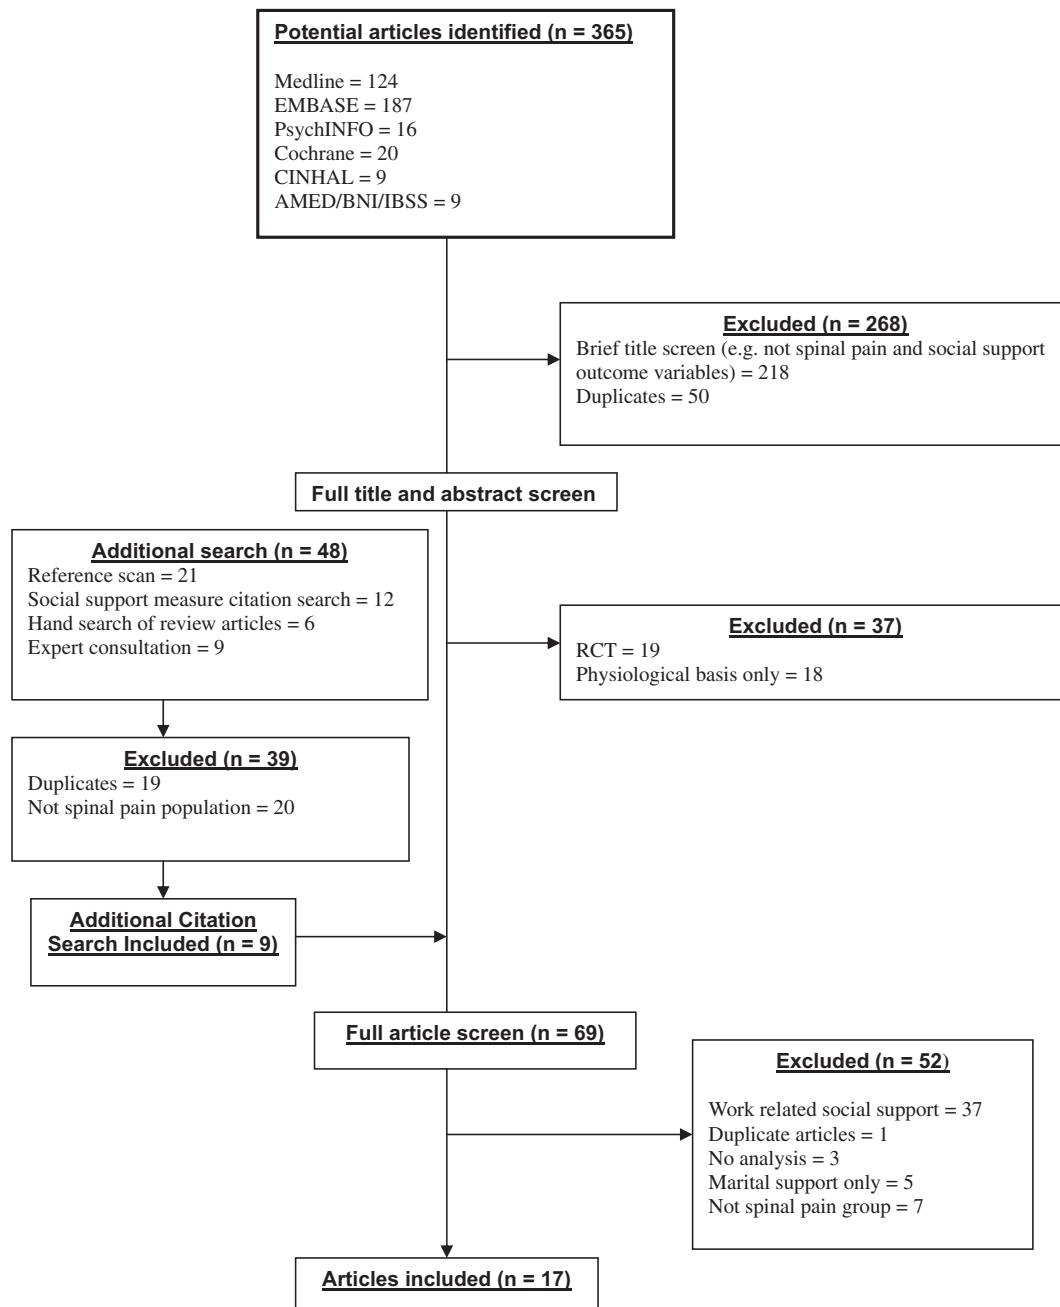 Potential articles identified (n = 365)
Medline = 124
EMBASE = 187
PsychINFO = 16
Cochrane = 20
CINHAL = 9
AMED/BNI/IBSS = 9
Excluded (n = 268)
Brief title screen (e.g. not spinal pain and social support
outcome variables) = 218
Duplicates = 50
Full title and abstract screen
Additional search (n = 48)
Reference scan = 21
Social support measure citation search = 12
Hand search of review articles = 6
Expert consultation = 9
Excluded (n = 37)
RCT = 19
Physiological basis only = 18
Excluded (n = 39)
Duplicates = 19
Not spinal pain population = 20
Additional Citation
Search Included (n = 9)
Full article screen (n = 69)
Excluded (n = 52)
Work related social support = 37
Duplicate articles = 1
No analysis = 3
Marital support only = 5
Not spinal pain group = 7
Articles included (n = 17)